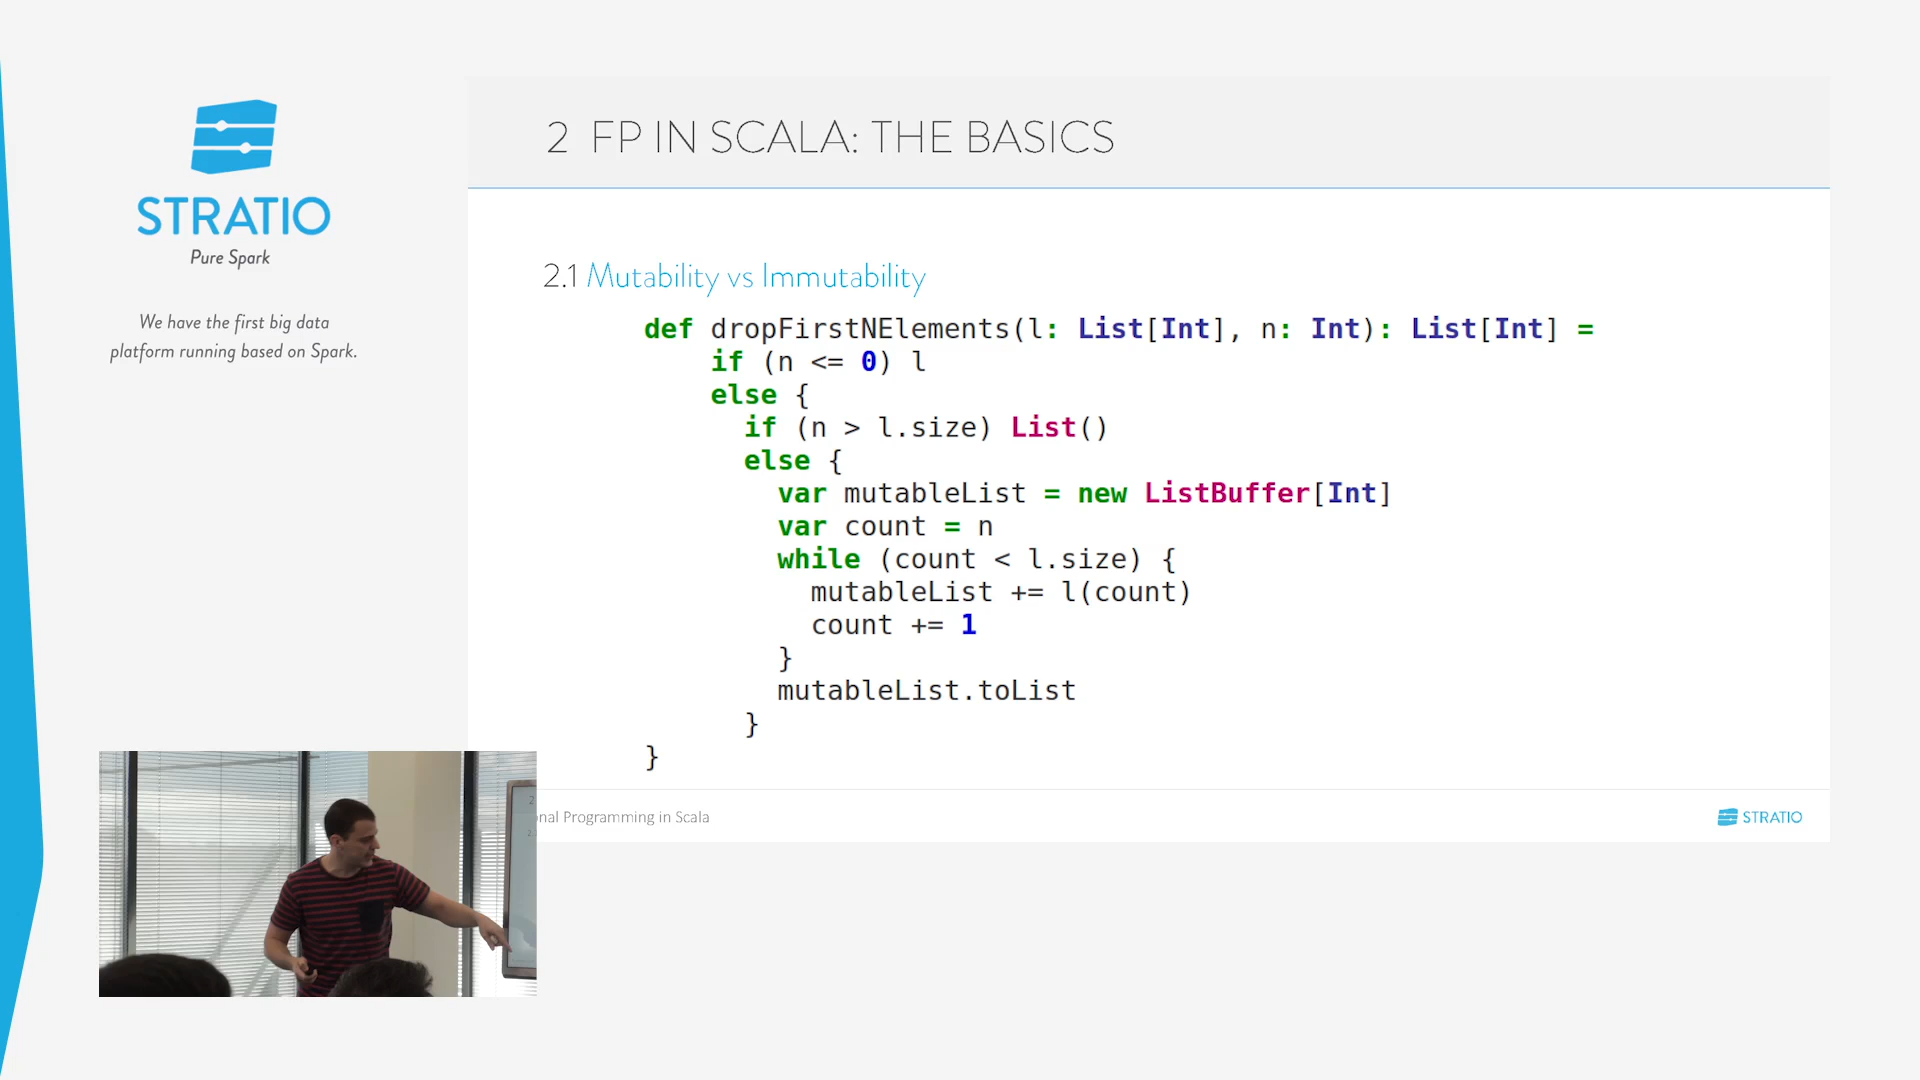 STRATIO
Pure Spark
We have the first big data
platform running based on Spark.
2 FP IN SCALA: THE BASICS
2.1 Mutability vs Immutability
def dropFirstNElements(l: List[Int], n: Int): List[Int] =
if (n <= 0) l
else {
if (n > l.size) List()
else {
var mutableList = new ListBuffer[Int]
var count = n
while (count < l.size) {
mutableList += l(count)
count += 1
}
mutableList.toList
}
}
onal Programming in Scala
STRATIO